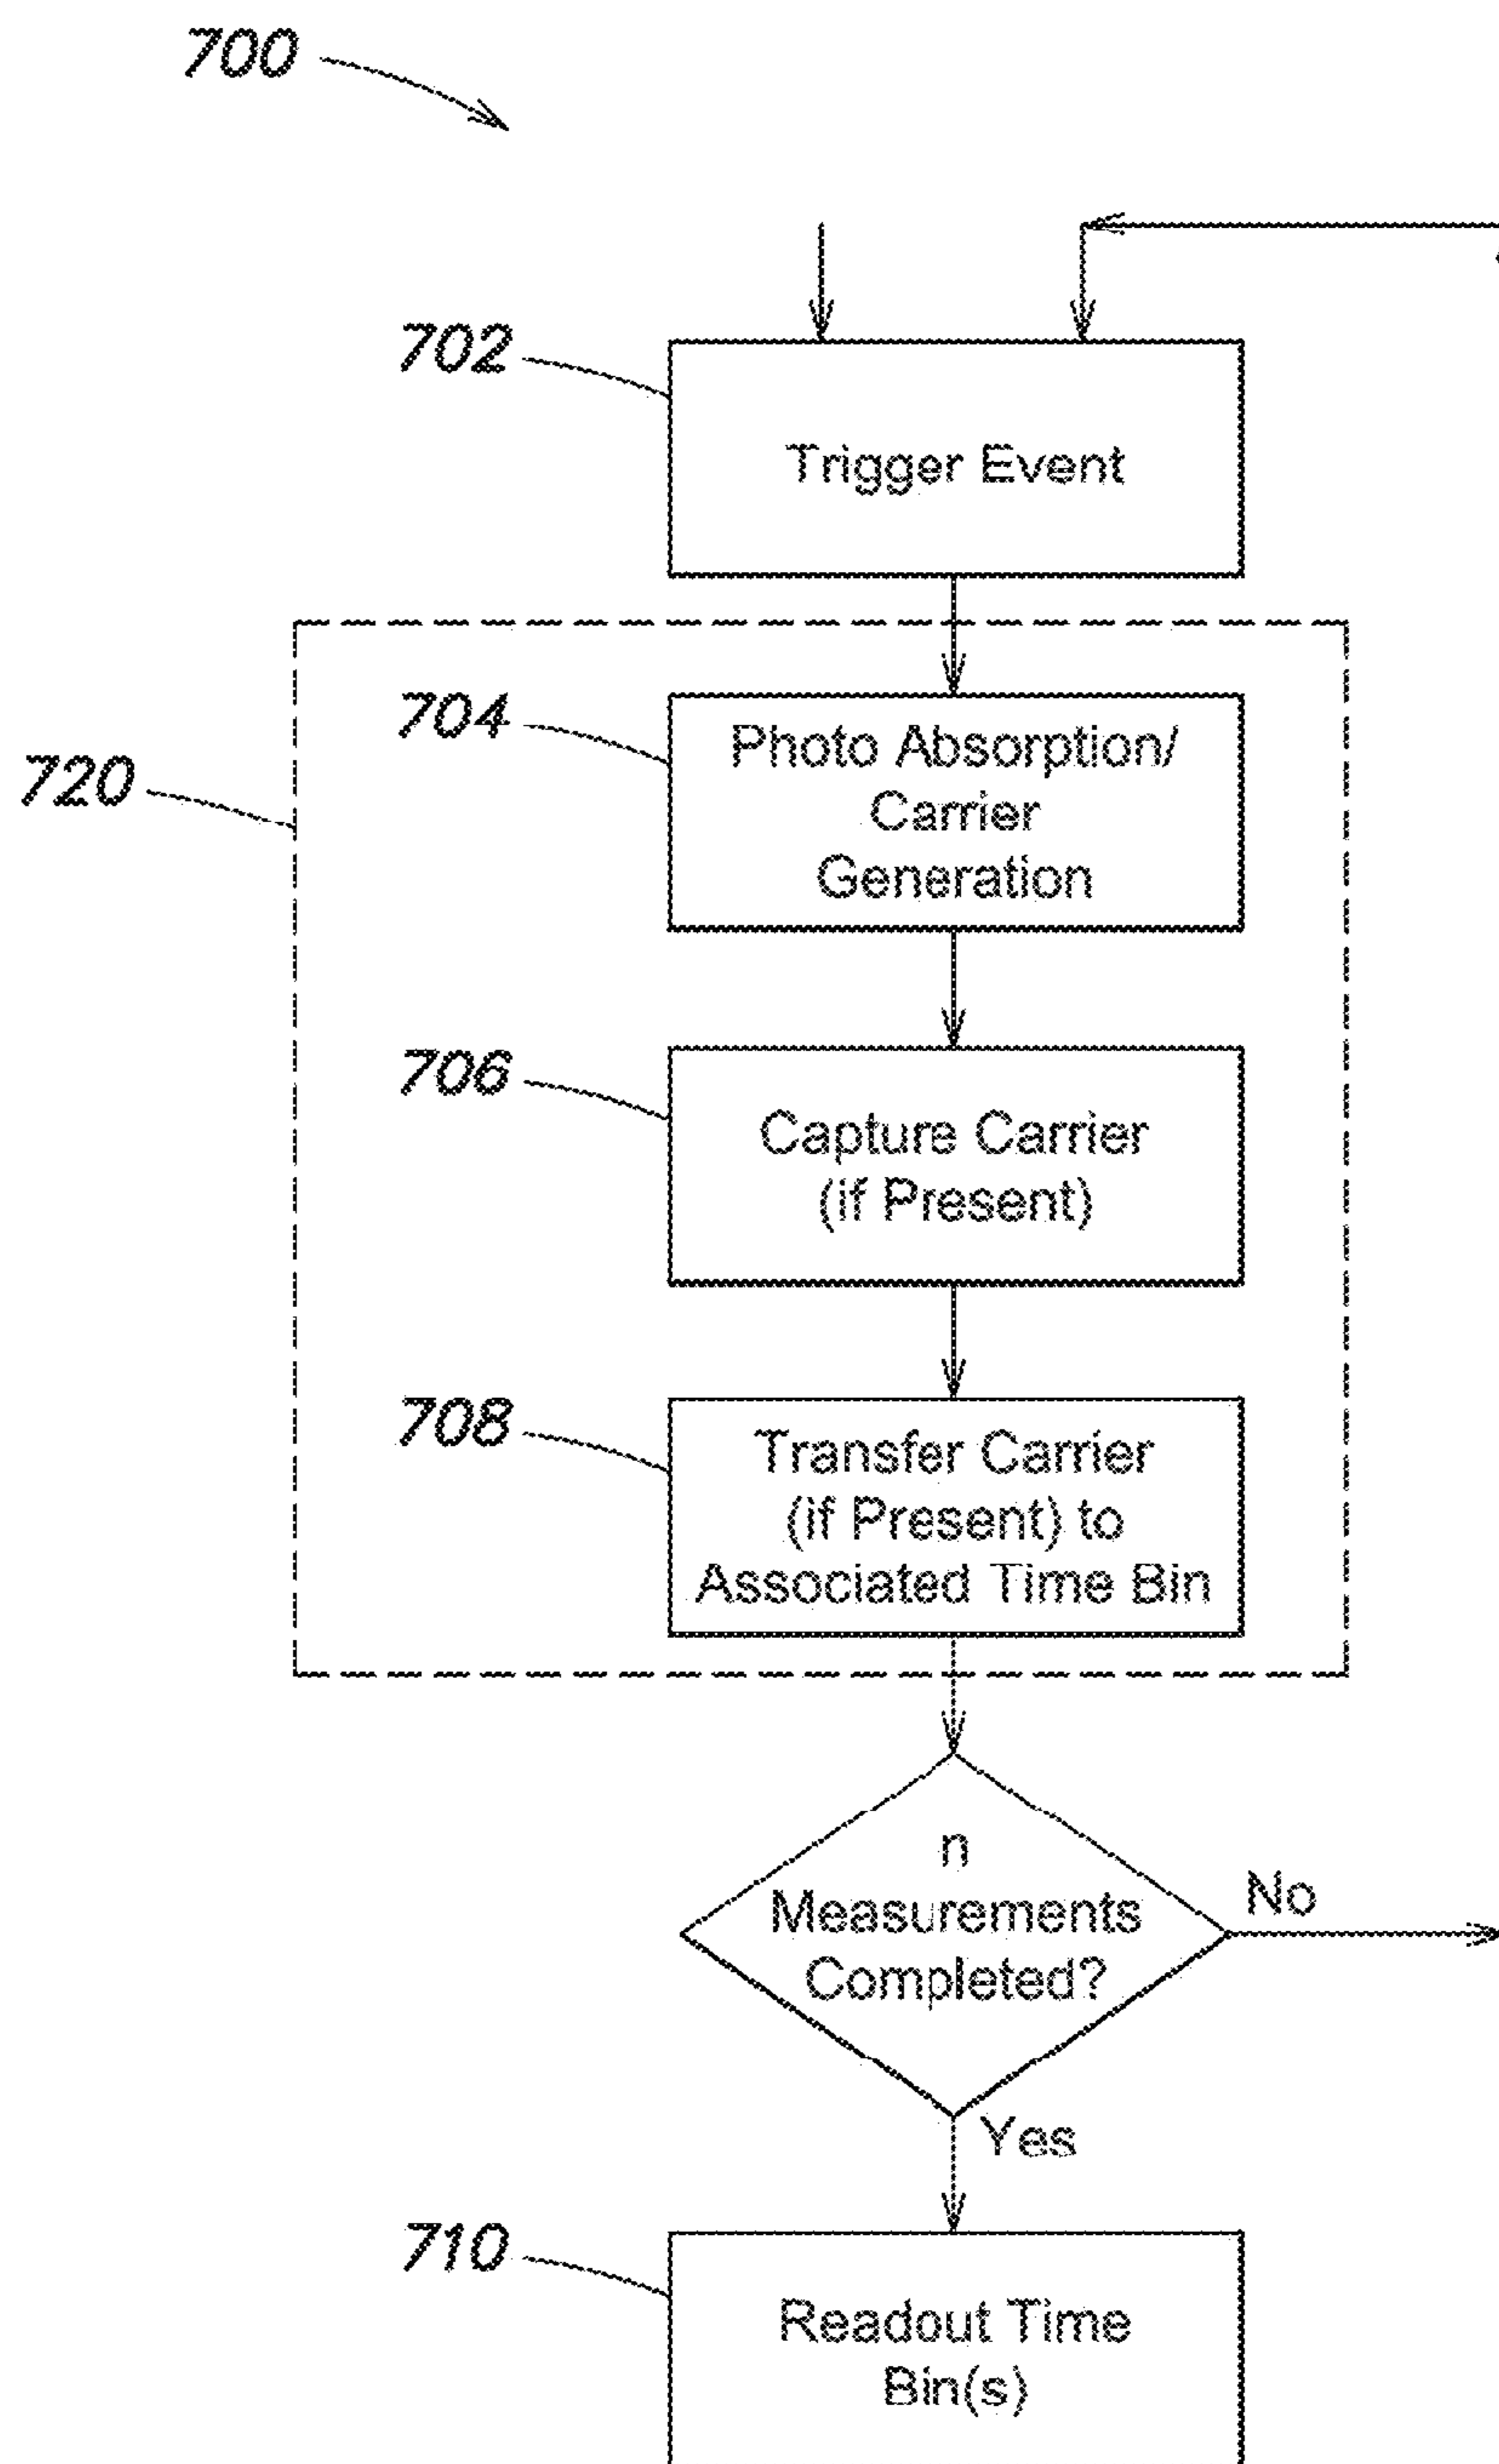 700
702
Trigger Event
704
Photo Absorption/
Carrier
Generation
720
706
Capture Carrier
(if Present)
708
Transfer Carrier
(if Present) to
Associated Time Bin
n
Measurements
Completed?
No
Yes
710
Readout Time
Bin(s)